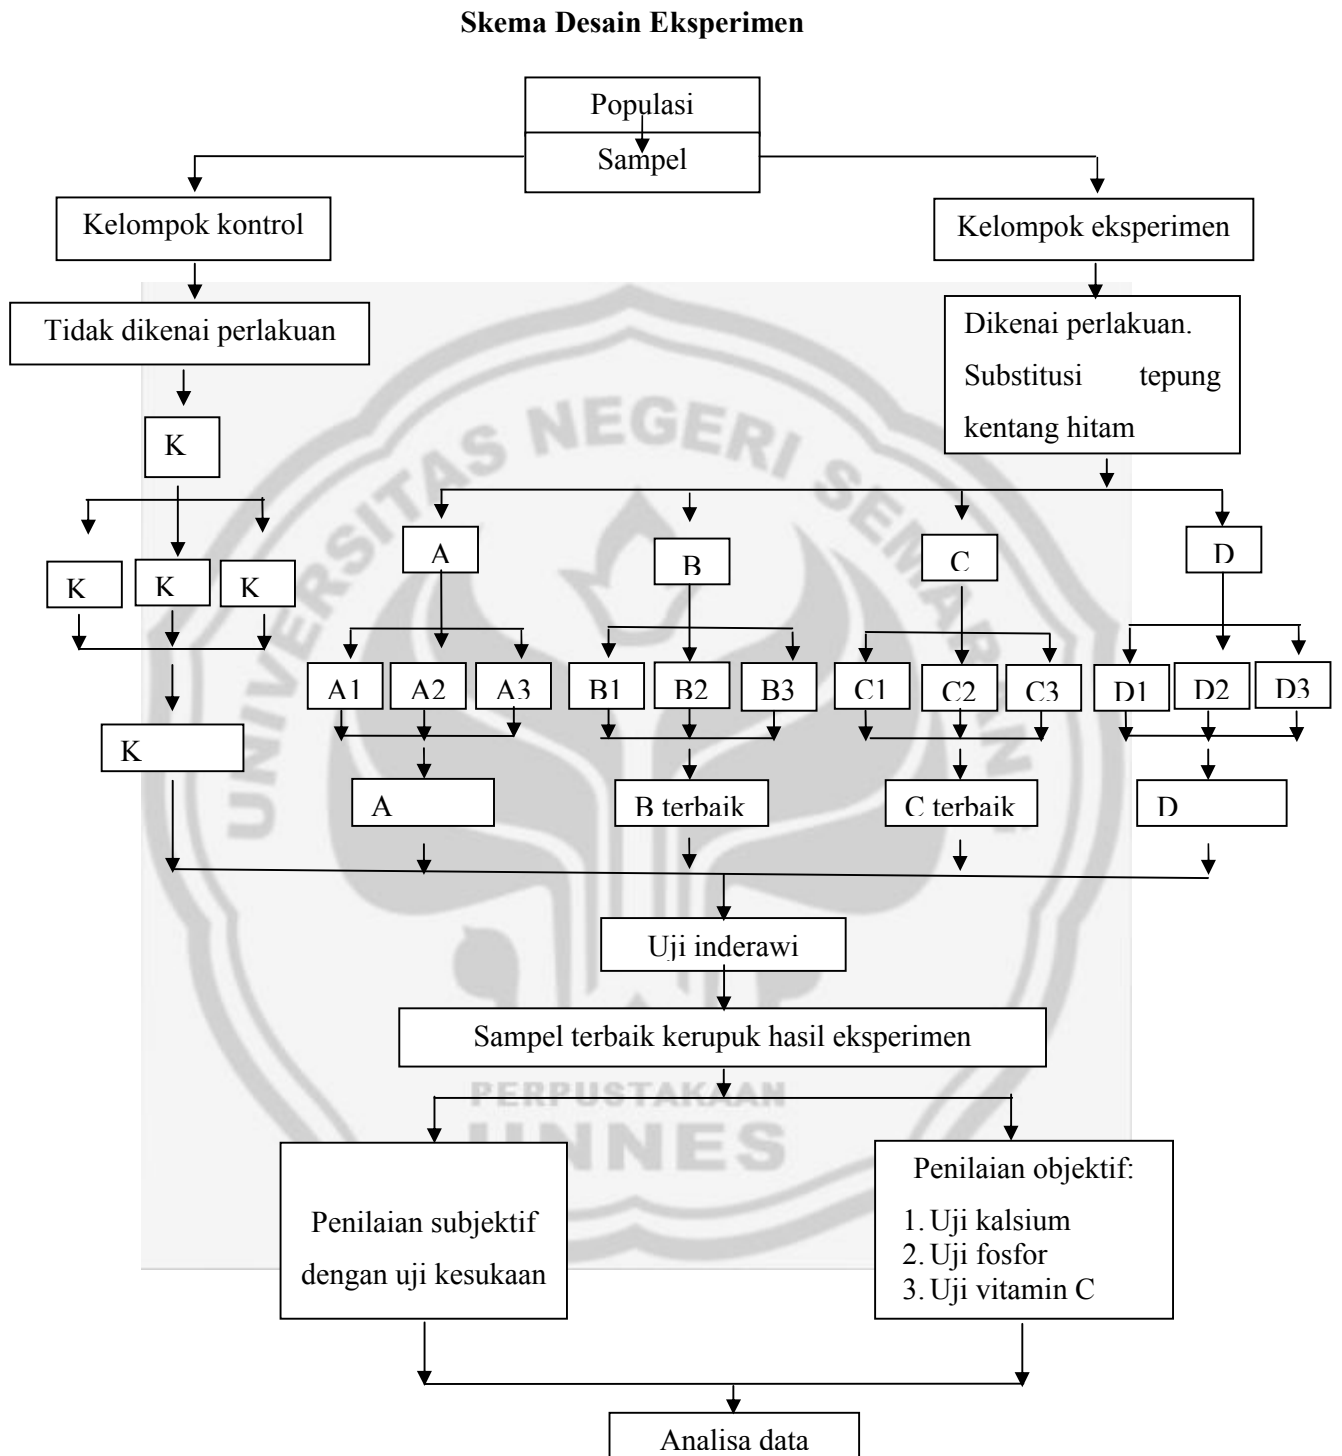 Skema Desain Eksperimen
Populasi
Sampel
Kelompok kontrol
Kelompok eksperimen
Tidak dikenai perlakuan
Dikenai perlakuan.
Substitusi tepung
kentang hitam
K
A
B
C
D
K
K
K
A1
A2
A3
B1
B2
B3
C1
C2
C3
D1
D2
D3
K
A
B terbaik
C terbaik
D
Uji inderawi
Sampel terbaik kerupuk hasil eksperimen
Penilaian subjektif
dengan uji kesukaan
Penilaian objektif:
1. Uji kalsium
2. Uji fosfor
3. Uji vitamin C
Analisa data
UNIVERSITAS NEGERI SEMARANG
PERPUSTAKAAN
UNNES